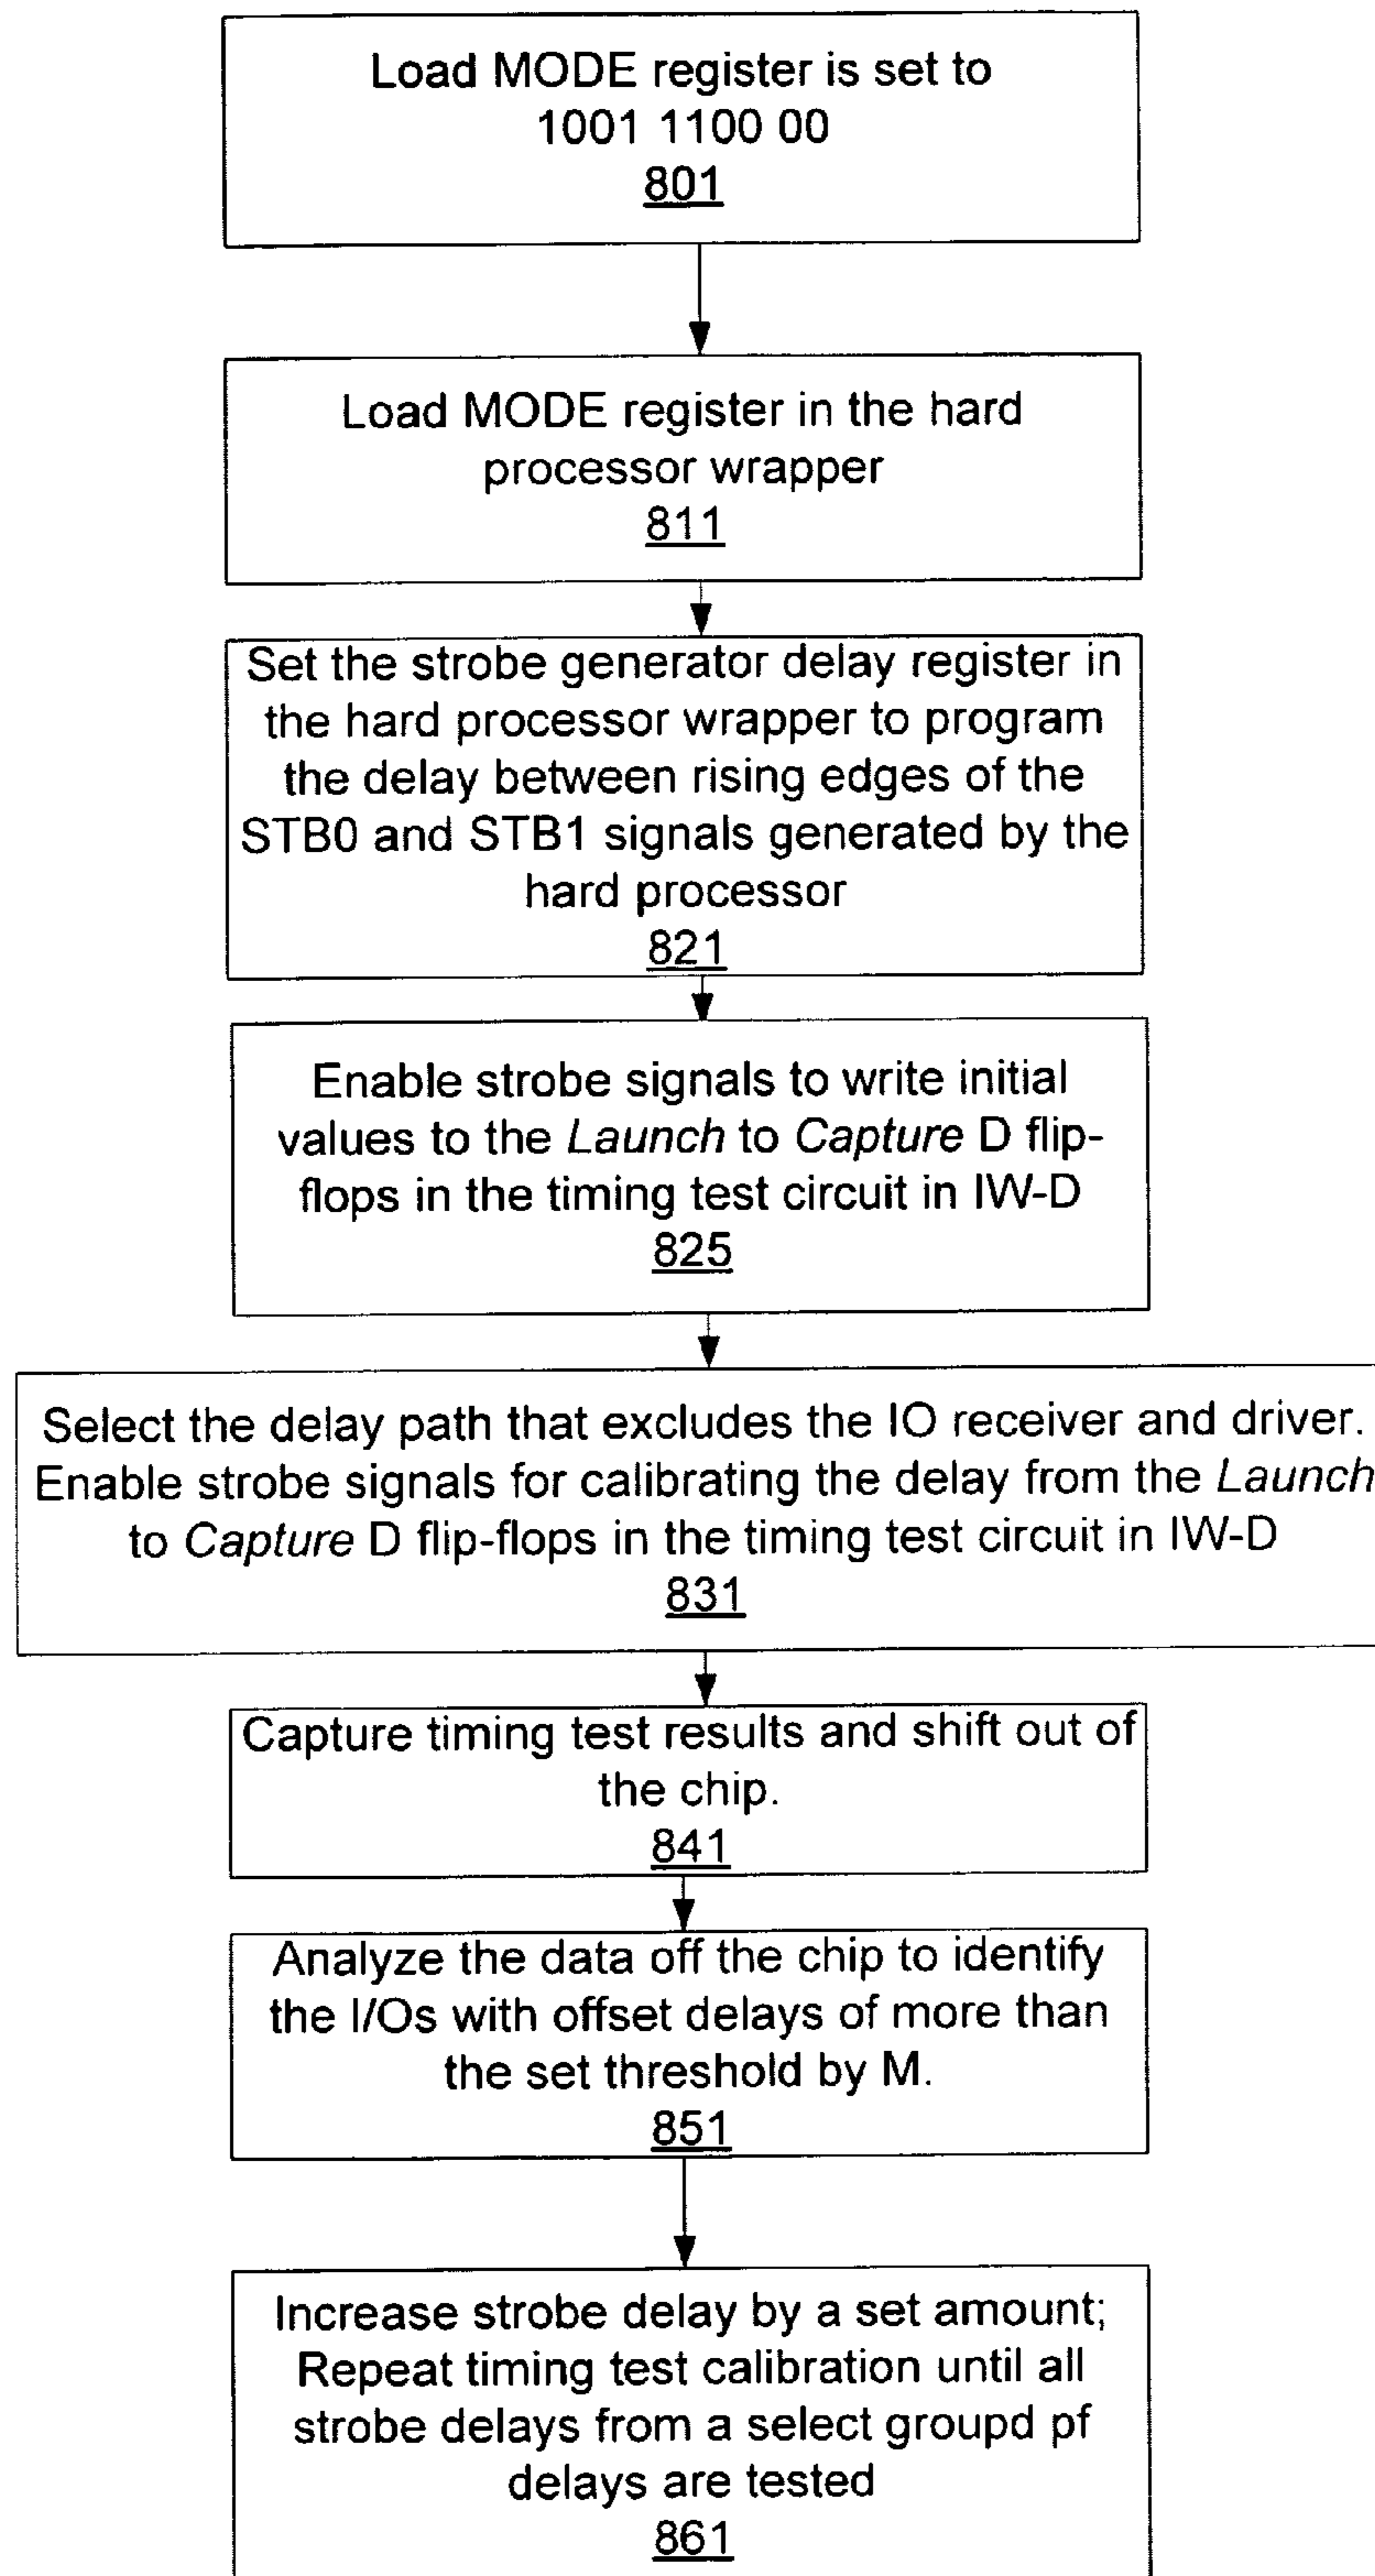 Load MODE register is set to
1001 1100 00
801
Load MODE register in the hard
processor wrapper
811
Set the strobe generator delay register in
the hard processor wrapper to program
the delay between rising edges of the
STB0 and STB1 signals generated by the
hard processor
821
Enable strobe signals to write initial
values to the Launch to Capture D flip-
flops in the timing test circuit in IW-D
825
Select the delay path that excludes the IO receiver and driver.
Enable strobe signals for calibrating the delay from the Launch
to Capture D flip-flops in the timing test circuit in IW-D
831
Capture timing test results and shift out of
the chip.
841
Analyze the data off the chip to identify
the I/Os with offset delays of more than
the set threshold by M.
851
Increase strobe delay by a set amount;
Repeat timing test calibration until all
strobe delays from a select groupd pf
delays are tested
861